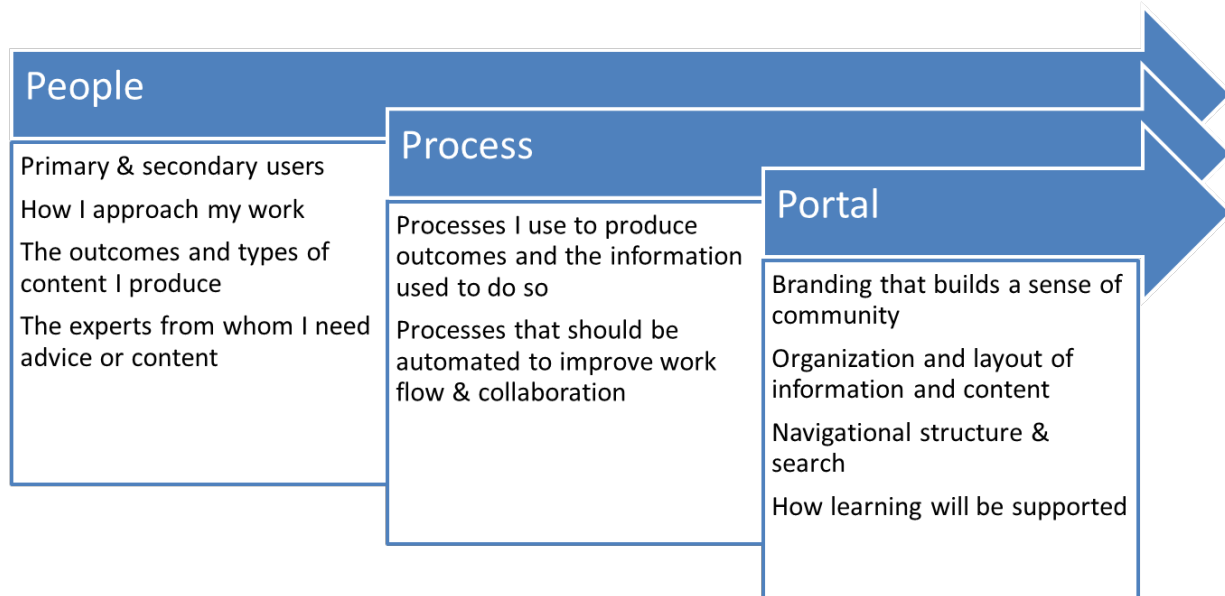 People
Primary & secondary users
How I approach my work
The outcomes and types of
content I produce
The experts from whom I need
advice or content
Process
Processes I use to produce
outcomes and the information
used to do so
Processes that should be
automated to improve work
flow & collaboration
Portal
Branding that builds a sense of
community
Organization and layout of
information and content
Navigational structure &
search
How learning will be supported